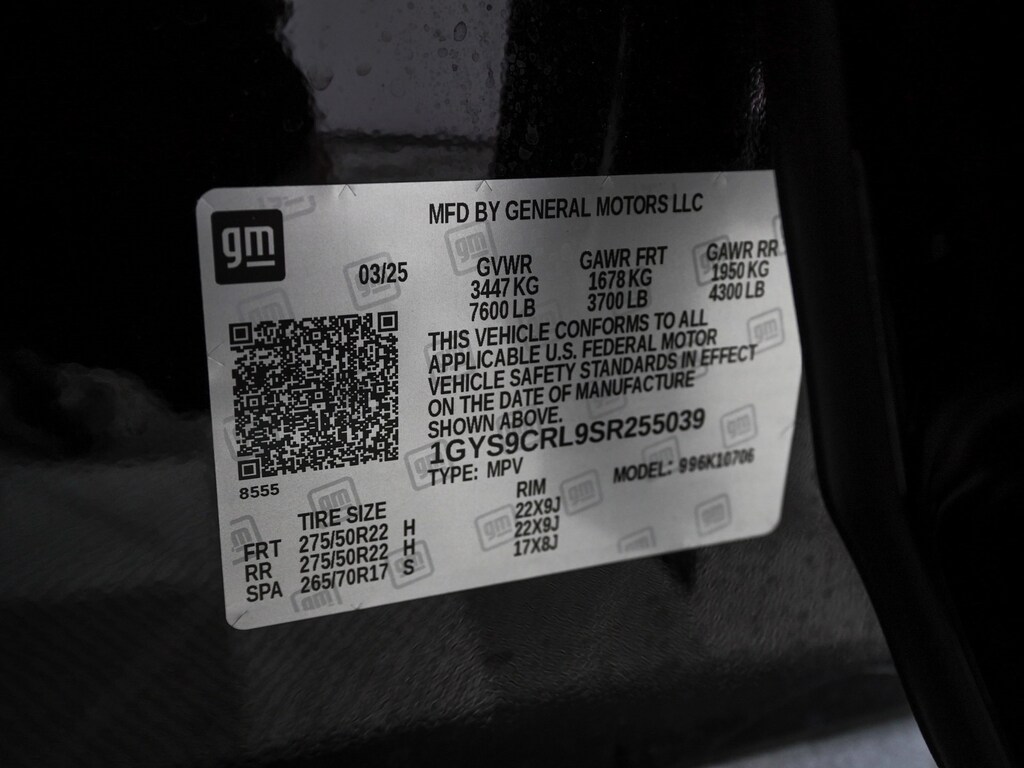 gm
MFD BY GENERAL MOTORS LLC
03/25
GVWR GAWR FRT GAWR RR
3447 KG 1678 KG 1950 KG
7600 LB 3700 LB 4300 LB
THIS VEHICLE CONFORMS TO ALL
APPLICABLE U.S. FEDERAL MOTOR
VEHICLE SAFETY STANDARDS IN EFFECT
ON THE DATE OF MANUFACTURE
SHOWN ABOVE.
1GYS9CRL9SR255039
TYPE: MPV MODEL: 996K10706
8555
TIRE SIZE RIM
FRT 275/50R22 H 22X9J
RR 275/50R22 H 22X9J
SPA 265/70R17 S 17X8J